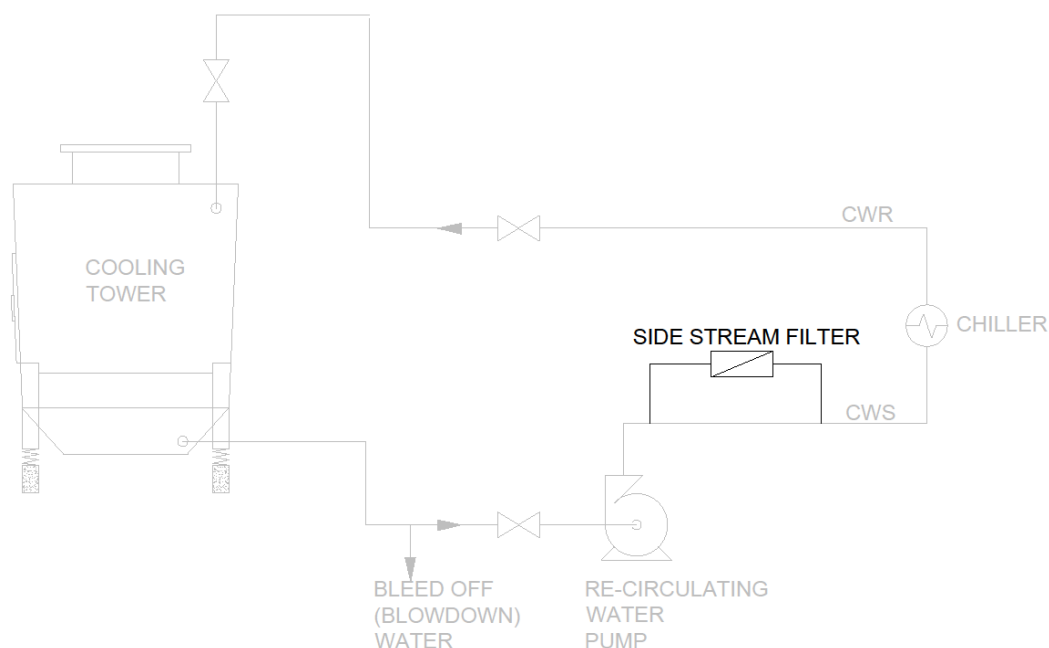 CWR
COOLING
TOWER
CHILLER
SIDE STREAM FILTER
CWS
BLEED OFF
(BLOWDOWN)
WATER
RE-CIRCULATING
WATER
PUMP